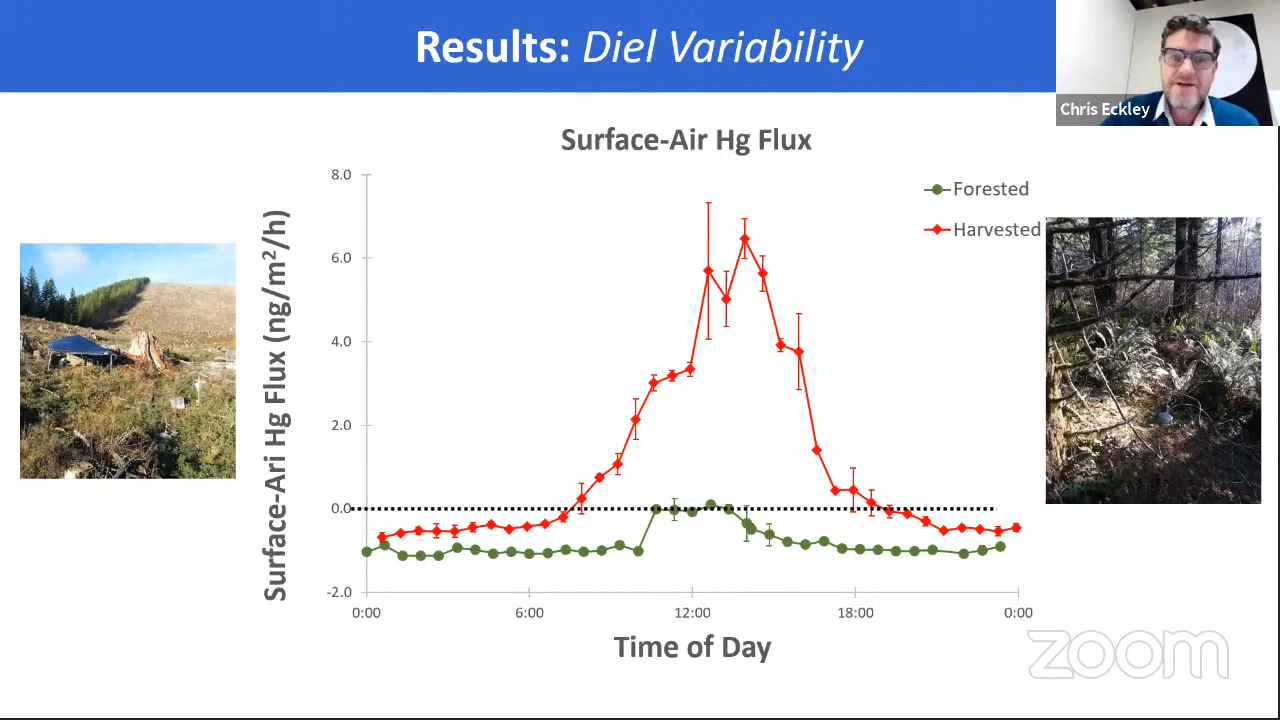 Results: Diel Variability
Chris Eckley
Surface-Air Hg Flux
Forested
Harvested
Surface-Ari Hg Flux (ng/m²/h)
8.0
6.0
4.0
2.0
0.0
-2.0
0:00
6:00
12:00
18:00
0:00
Time of Day
zoom